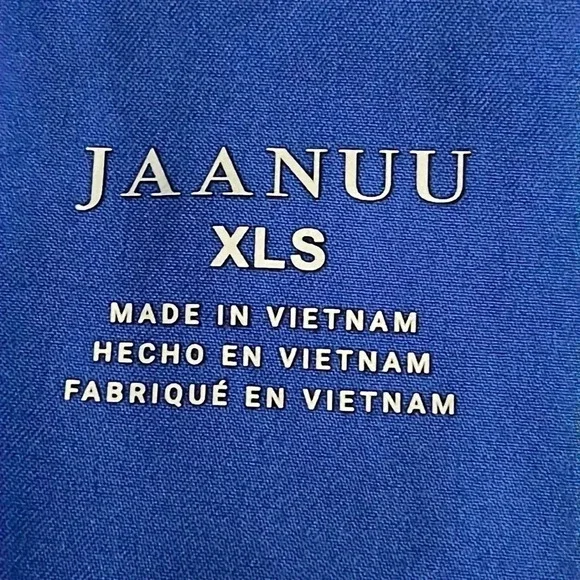 JAANUU
XLS
MADE IN VIETNAM
HECHO EN VIETNAM
FABRIQUÉ EN VIETNAM